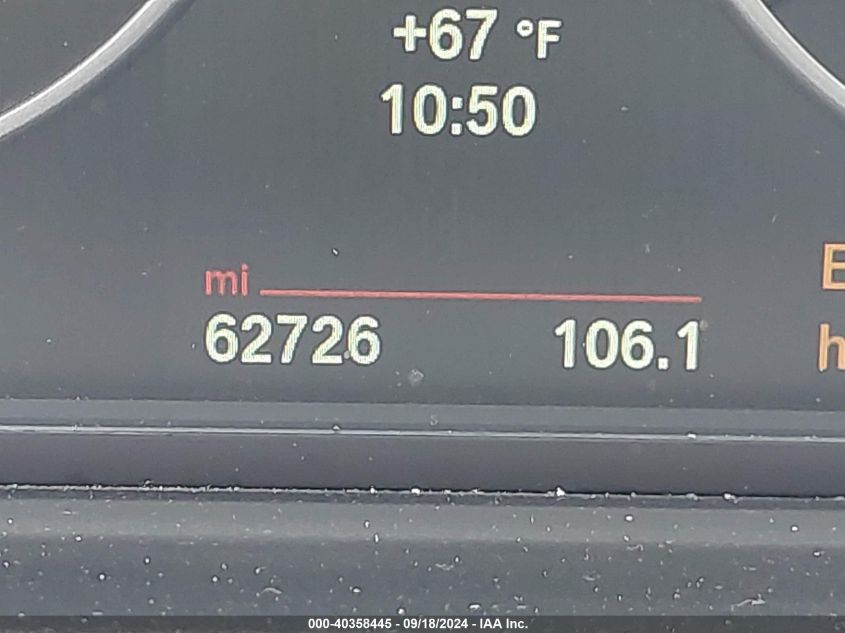 +67 °F
10:50
mi
62726 106.1
000-40358445 - 09/18/2024 - IAA Inc.